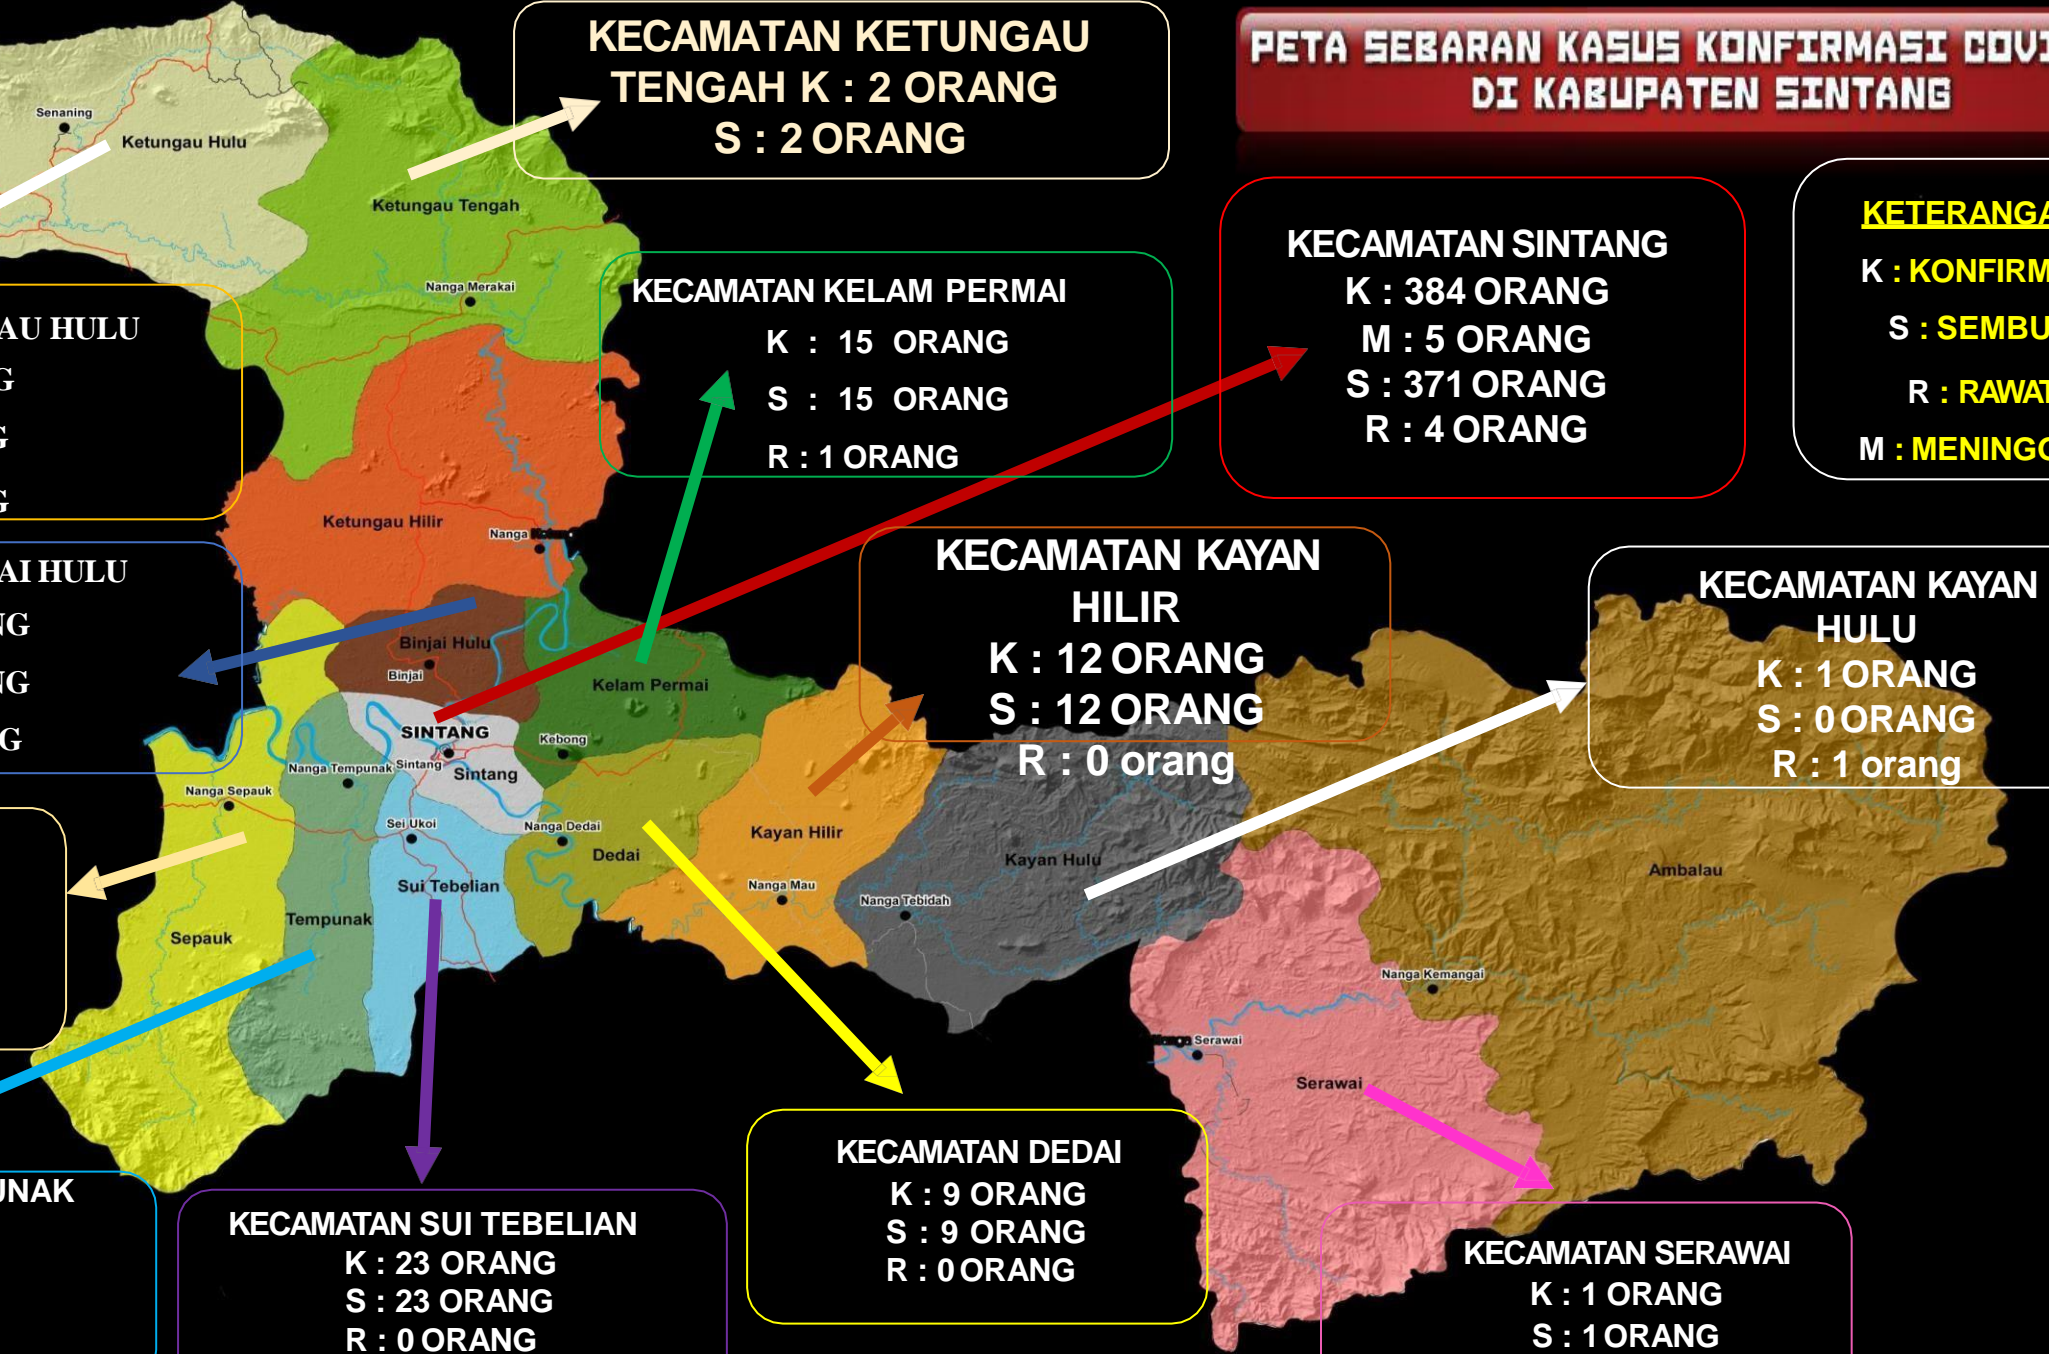 KECAMATAN KETUNGAU
TENGAH K : 2 ORANG
S : 2 ORANG
PETA SEBARAN KASUS KONFIRMASI COVI
DI KABUPATEN SINTANG
KETERANGA
K : KONFIRM
S : SEMBU
R : RAWAT
M : MENINGG
KECAMATAN SINTANG
K : 384 ORANG
M : 5 ORANG
S : 371 ORANG
R : 4 ORANG
KECAMATAN KELAM PERMAI
K : 15 ORANG
S : 15 ORANG
R : 1 ORANG
AU HULU
G
G
G
AI HULU
NG
NG
G
KECAMATAN KAYAN
HILIR
K : 12 ORANG
S : 12 ORANG
R : 0 orang
KECAMATAN KAYAN
HULU
K : 1 ORANG
S : 0 ORANG
R : 1 orang
Senaning
Ketungau Hulu
Ketungau Tengah
Nanga Merakai
Ketungau Hilir
Nanga
Binjai Hulu
Binjai
Kelam Permai
SINTANG
Kebong
Nanga Tempunak
Sintang
Sintang
Nanga Sepauk
Sei Ukoi
Nanga Dedai
Dedai
Kayan Hilir
Kayan Hulu
Ambalau
Sui Tebelian
Nanga Mau
Nanga Tebidah
Tempunak
Sepauk
Nanga Kemangai
Serawai
Serawai
UNAK
KECAMATAN SUI TEBELIAN
K : 23 ORANG
S : 23 ORANG
R : 0 ORANG
KECAMATAN DEDAI
K : 9 ORANG
S : 9 ORANG
R : 0 ORANG
KECAMATAN SERAWAI
K : 1 ORANG
S : 1 ORANG